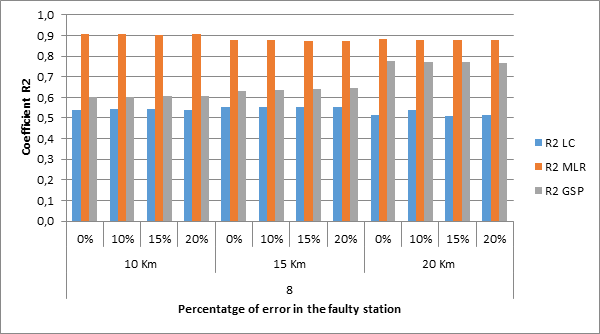 1,0
0,9
0,8
0,7
0,6
0,5
0,4
0,3
0,2
0,1
0,0
Coefficient R2
0% 10% 15% 20% 0% 10% 15% 20% 0% 10% 15% 20%
10 Km 15 Km 20 Km
8
Percentatge of error in the faulty station
R2 LC
R2 MLR
R2 GSP